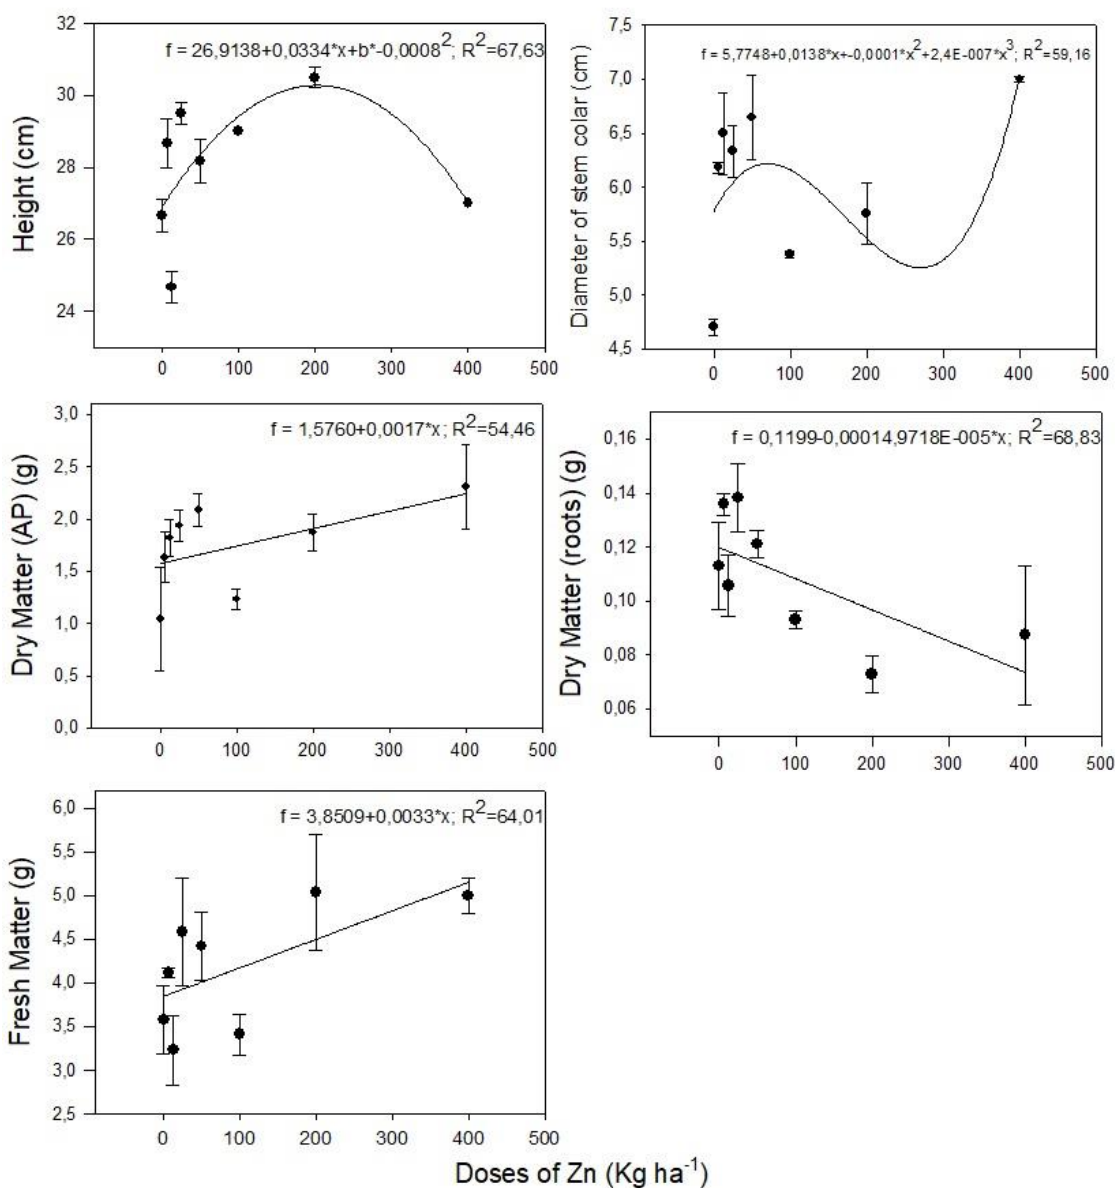 f = 26,9138+0,0334*x+b*-0,0008²; R²=67,63
Height (cm)
32
30
28
26
24
0 100 200 300 400 500
f = 5,7748+0,0138*x+-0,0001*x²+2,4E-007*x³; R²=59,16
Diameter of stem colar (cm)
7,5
7,0
6,5
6,0
5,5
5,0
4,5
0 100 200 300 400 500
f = 1,5760+0,0017*x; R²=54,46
Dry Matter (AP) (g)
3,0
2,5
2,0
1,5
1,0
0,5
0,0
0 100 200 300 400 500
f = 0,1199-0,00014,9718E-005*x; R²=68,83
Dry Matter (roots) (g)
0,16
0,14
0,12
0,10
0,08
0,06
0 100 200 300 400 500
f = 3,8509+0,0033*x; R²=64,01
Fresh Matter (g)
6,0
5,5
5,0
4,5
4,0
3,5
3,0
2,5
0 100 200 300 400 500
Doses of Zn (Kg ha⁻¹)